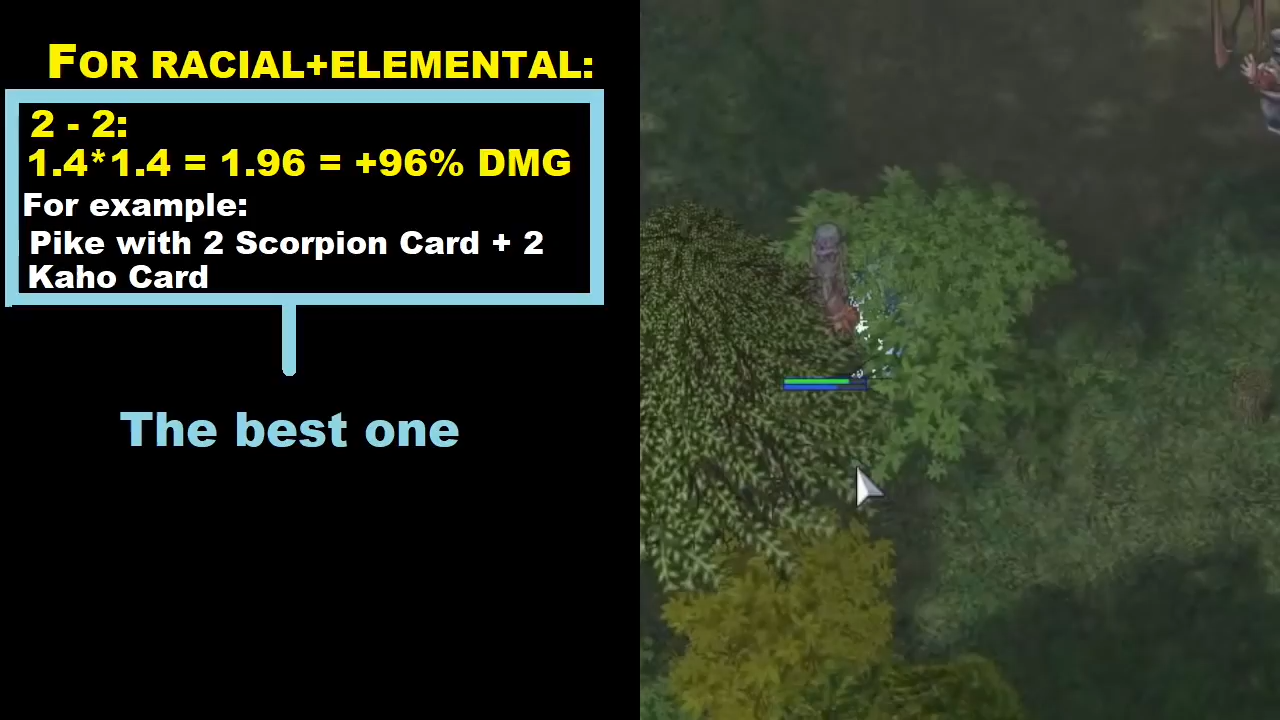 FOR RACIAL+ELEMENTAL:
2 - 2:
1.4*1.4 = 1.96 = +96% DMG
For example:
Pike with 2 Scorpion Card + 2
Kaho Card
The best one